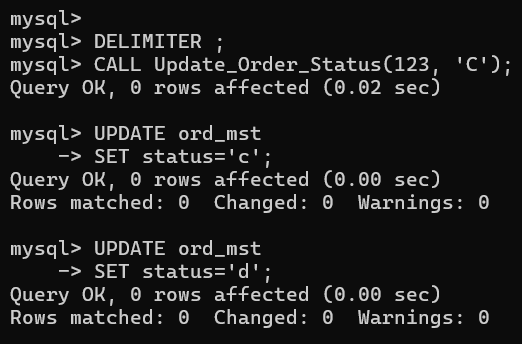 mysql>
mysql> DELIMITER ;
mysql> CALL Update_Order_Status(123, 'C');
Query OK, 0 rows affected (0.02 sec)

mysql> UPDATE ord_mst
    -> SET status='c';
Query OK, 0 rows affected (0.00 sec)
Rows matched: 0  Changed: 0  Warnings: 0

mysql> UPDATE ord_mst
    -> SET status='d';
Query OK, 0 rows affected (0.00 sec)
Rows matched: 0  Changed: 0  Warnings: 0